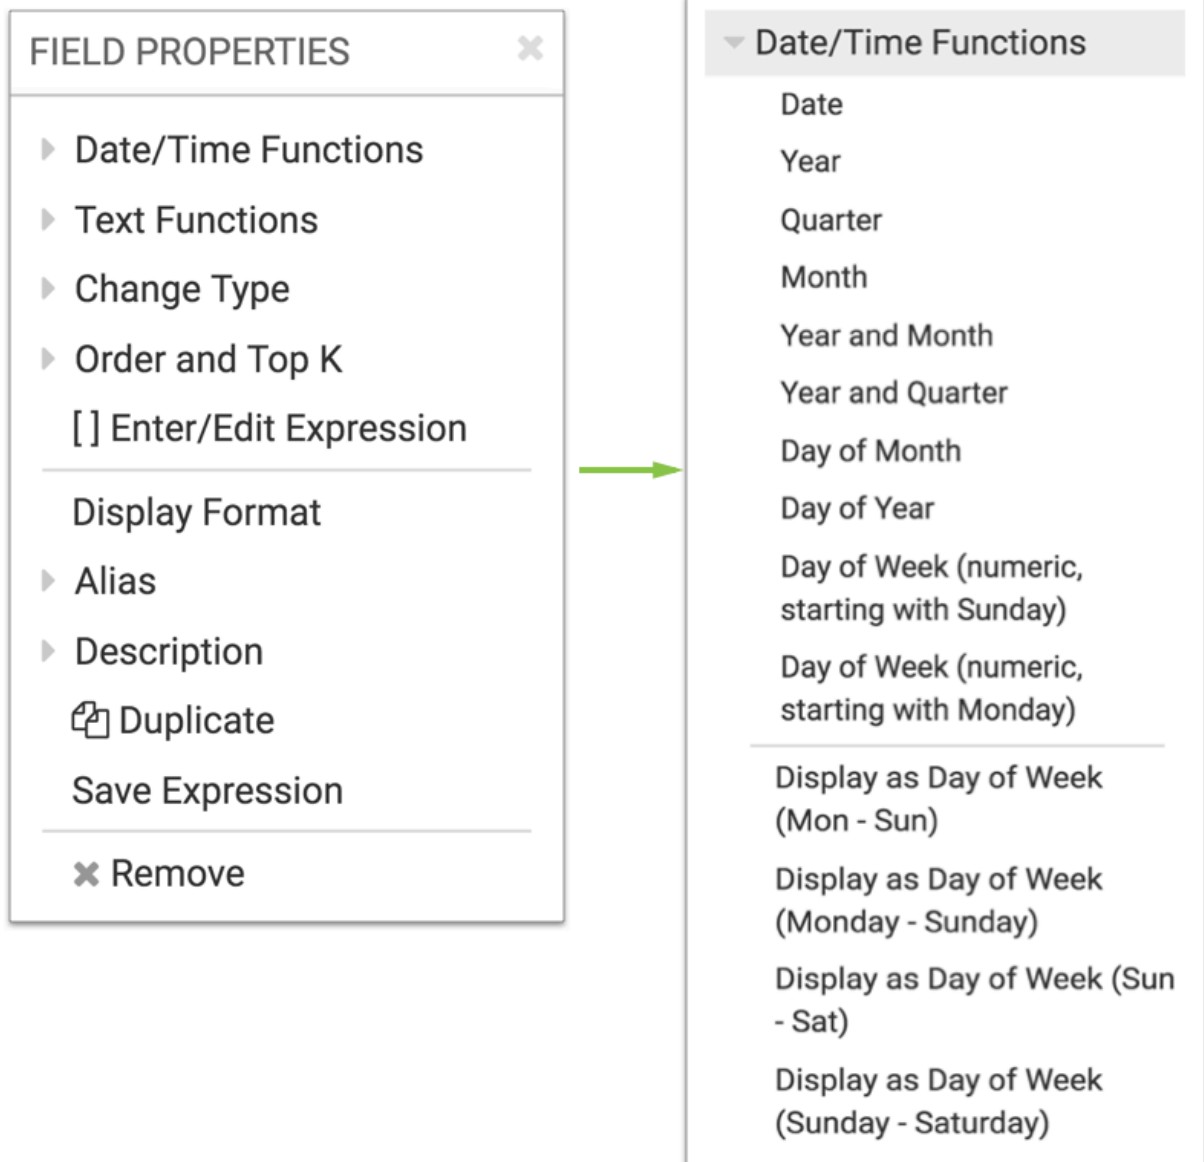 FIELD PROPERTIES
Date/Time Functions
Text Functions
Change Type
Order and Top K
[ ] Enter/Edit Expression
Display Format
Alias
Description
Duplicate
Save Expression
Remove
Date/Time Functions
Date
Year
Quarter
Month
Year and Month
Year and Quarter
Day of Month
Day of Year
Day of Week (numeric,
starting with Sunday)
Day of Week (numeric,
starting with Monday)
Display as Day of Week
(Mon - Sun)
Display as Day of Week
(Monday - Sunday)
Display as Day of Week (Sun
- Sat)
Display as Day of Week
(Sunday - Saturday)